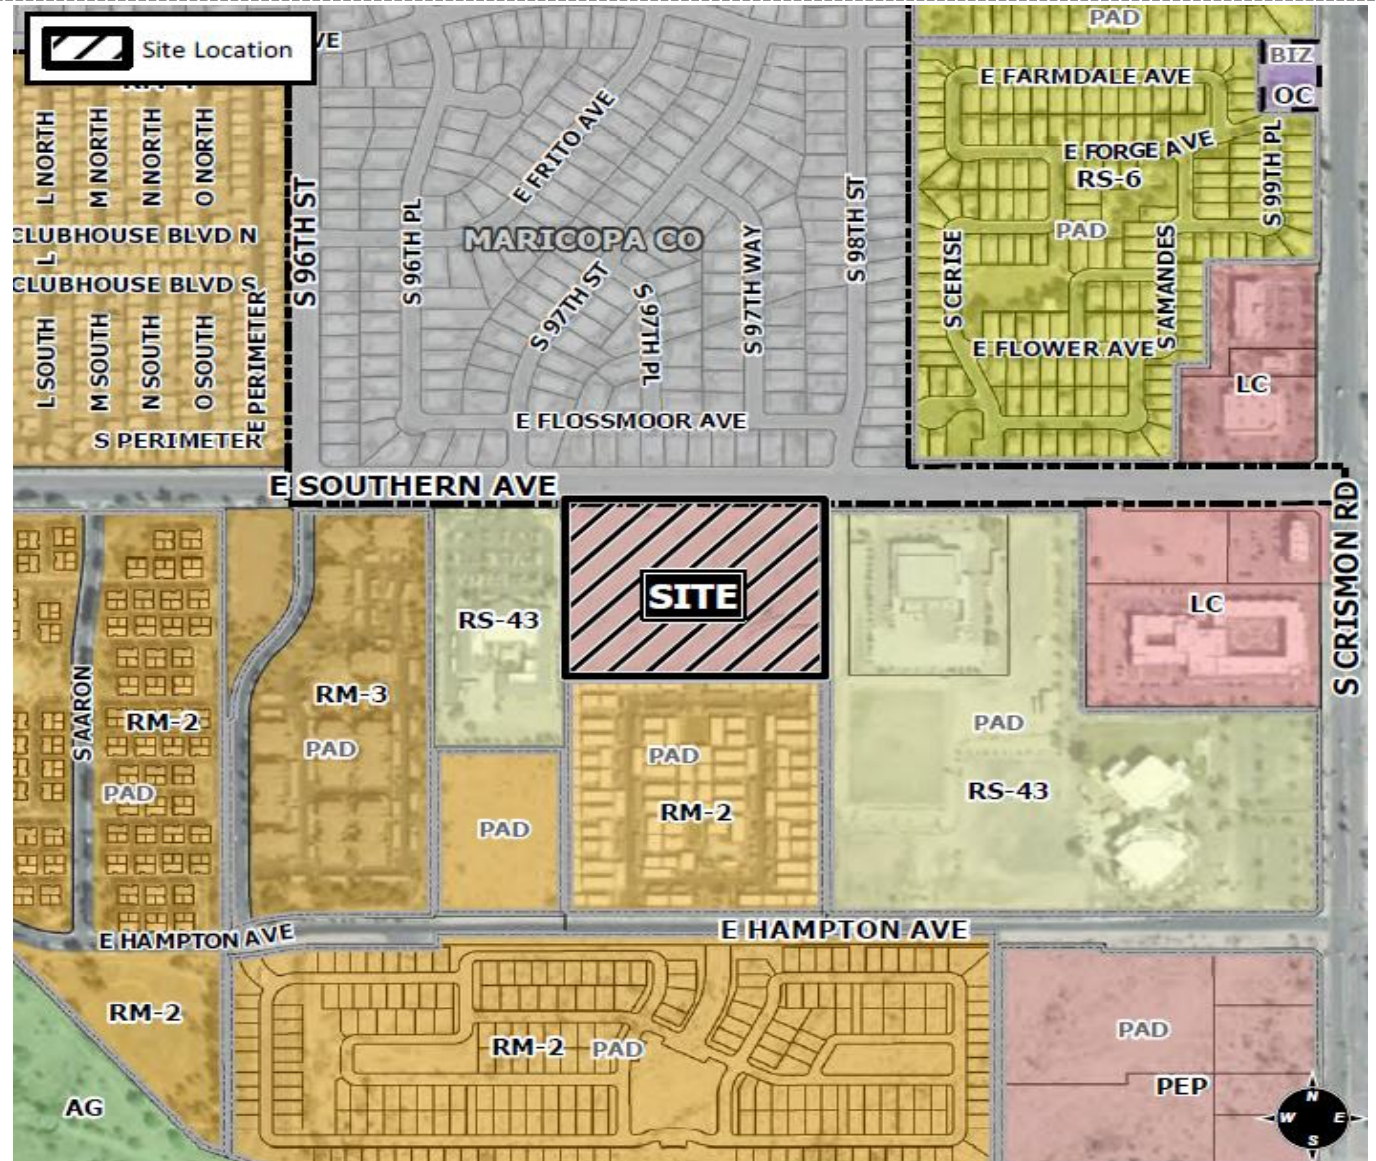 Site Location
VE
PAD
BIZ
OC
E FARMDALE AVE
E FORGE AVE
RS-6
PAD
S 99TH PL
L NORTH
M NORTH
N NORTH
O NORTH
E FRITO AVE
S 96TH ST
S 96TH PL
MARICOPA CO
S 97TH WAY
S 98TH ST
CLUBHOUSE BLVD N
L
CLUBHOUSE BLVD S
S 97TH ST
S 97TH PL
S CERISE
S AMANDES
E FLOWER AVE
L SOUTH
M SOUTH
N SOUTH
O SOUTH
E PERIMETER
S PERIMETER
LC
E FLOSSMOOR AVE
E SOUTHERN AVE
S CRISMON RD
SITE
RS-43
LC
RM-3
PAD
S AARON
RM-2
PAD
PAD
RM-2
PAD
PAD
RS-43
E HAMPTON AVE
E HAMPTON AVE
RM-2
RM-2 PAD
PAD
PEP
AG
N
W E
S